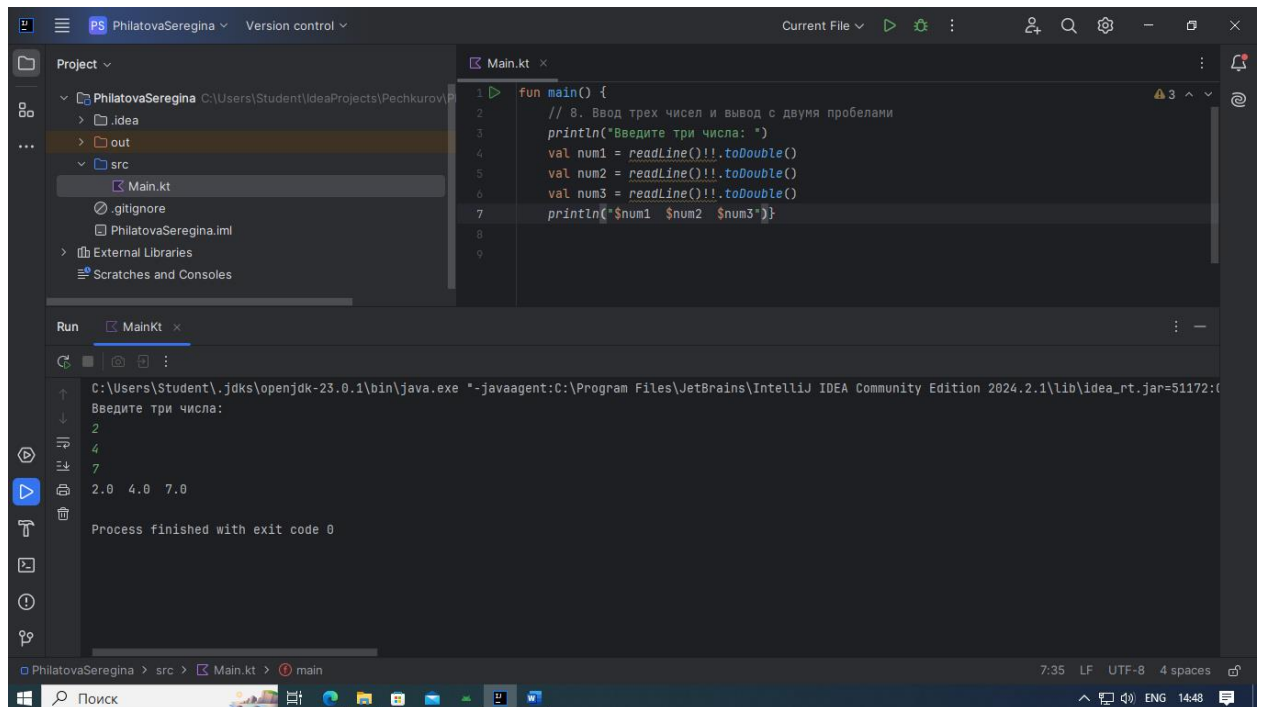 PS PhilatovaSeregina Version control Current File
Project
PhilatovaSeregina C:\Users\Student\IdeaProjects\Pechkurov\P
.idea
out
src
Main.kt
.gitignore
PhilatovaSeregina.iml
External Libraries
Scratches and Consoles
Main.kt
3
1 fun main() {
2 // 8. Ввод трех чисел и вывод с двумя пробелами
3 println("Введите три числа: ")
4 val num1 = readLine()!!.toDouble()
5 val num2 = readLine()!!.toDouble()
6 val num3 = readLine()!!.toDouble()
7 println("$num1  $num2  $num3")}
8
9
Run MainKt
C:\Users\Student\.jdks\openjdk-23.0.1\bin\java.exe "-javaagent:C:\Program Files\JetBrains\IntelliJ IDEA Community Edition 2024.2.1\lib\idea_rt.jar=51172:
Введите три числа:
2
4
7
2.0  4.0  7.0
Process finished with exit code 0
PhilatovaSeregina > src > Main.kt > main 7:35 LF UTF-8 4 spaces
Поиск ENG 14:48